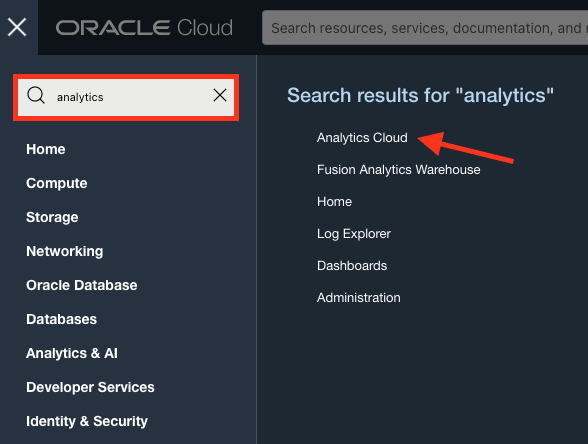 ORACLE Cloud
Search resources, services, documentation, and
analytics
Home
Compute
Storage
Networking
Oracle Database
Databases
Analytics & AI
Developer Services
Identity & Security
Search results for "analytics"
Analytics Cloud
Fusion Analytics Warehouse
Home
Log Explorer
Dashboards
Administration